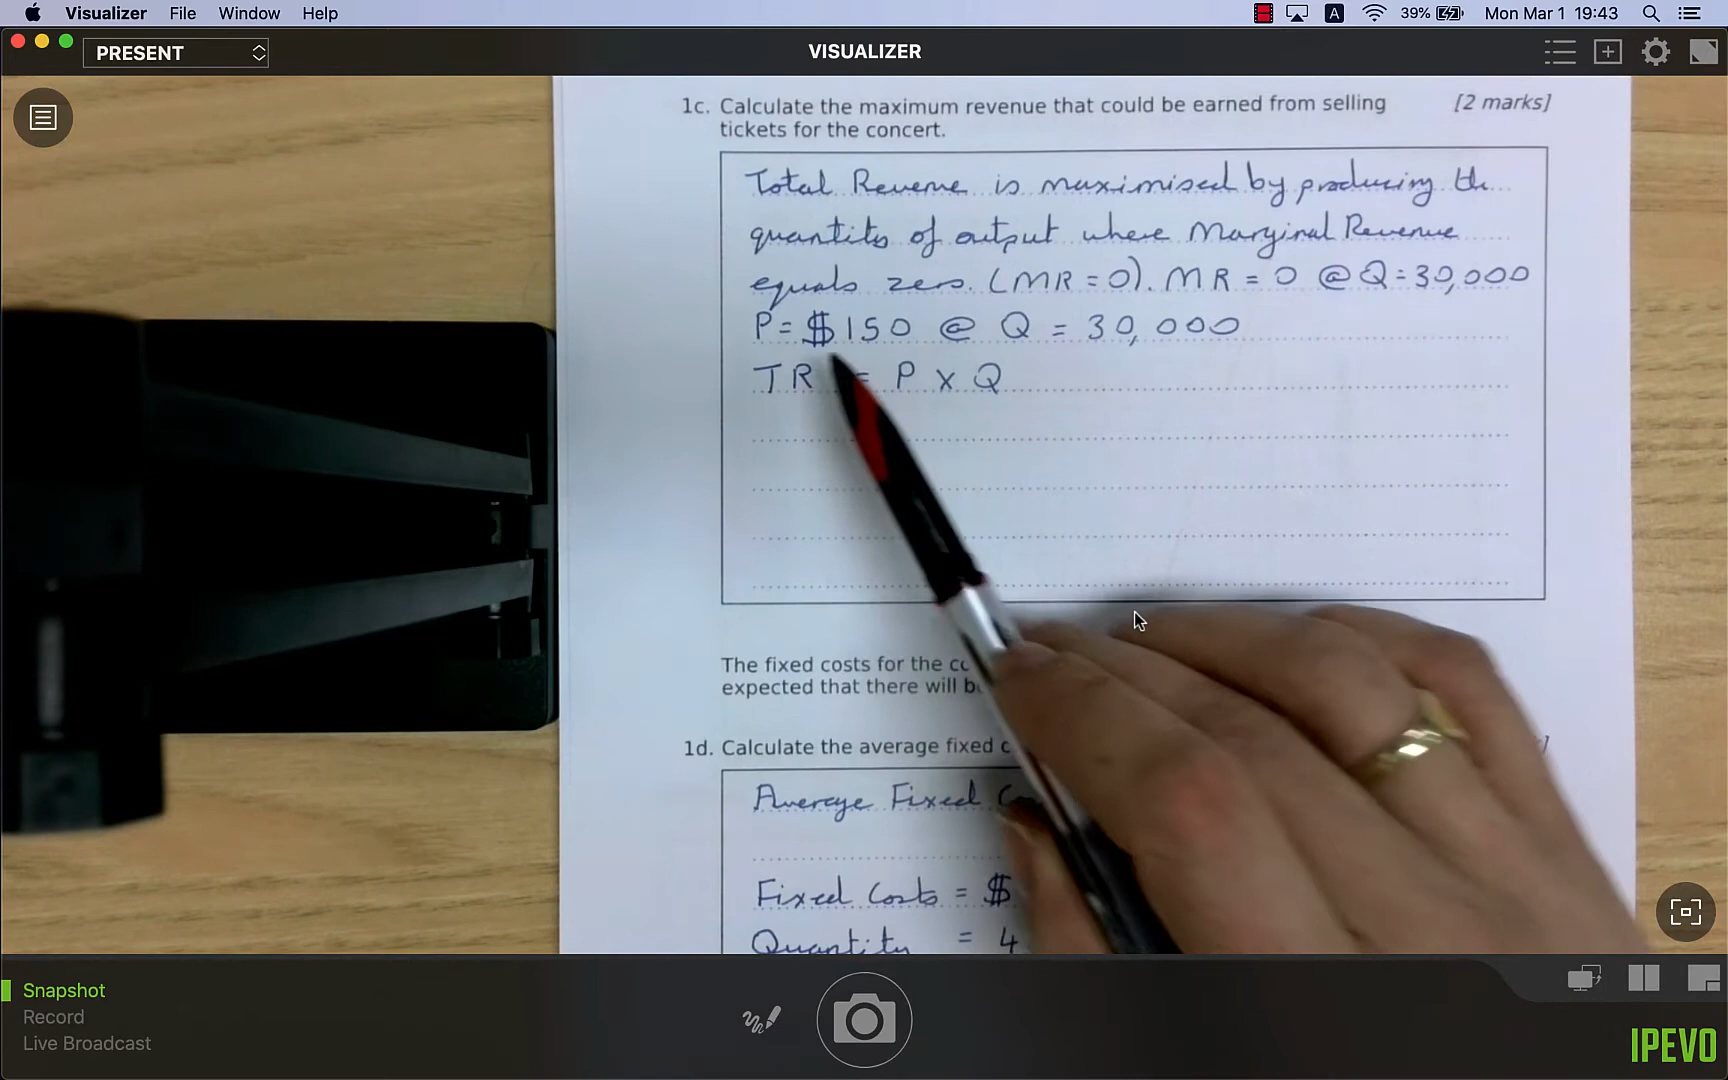 Visualizer File Window Help 39% A Mon Mar 1 19:43
PRESENT
VISUALIZER
1c. Calculate the maximum revenue that could be earned from selling [2 marks]
tickets for the concert.
Total Revenue is maximised by producing the
quantity of output where Marginal Revenue
equals zero. (MR = 0). MR = 0 @ Q = 30,000
P = $150 @ Q = 30,000
TR = P x Q
The fixed costs for the
expected that there will
1d. Calculate the average fixed
Average Fixed
Fixed Costs = $
Quantity = 4
Snapshot
Record
Live Broadcast
IPEVO